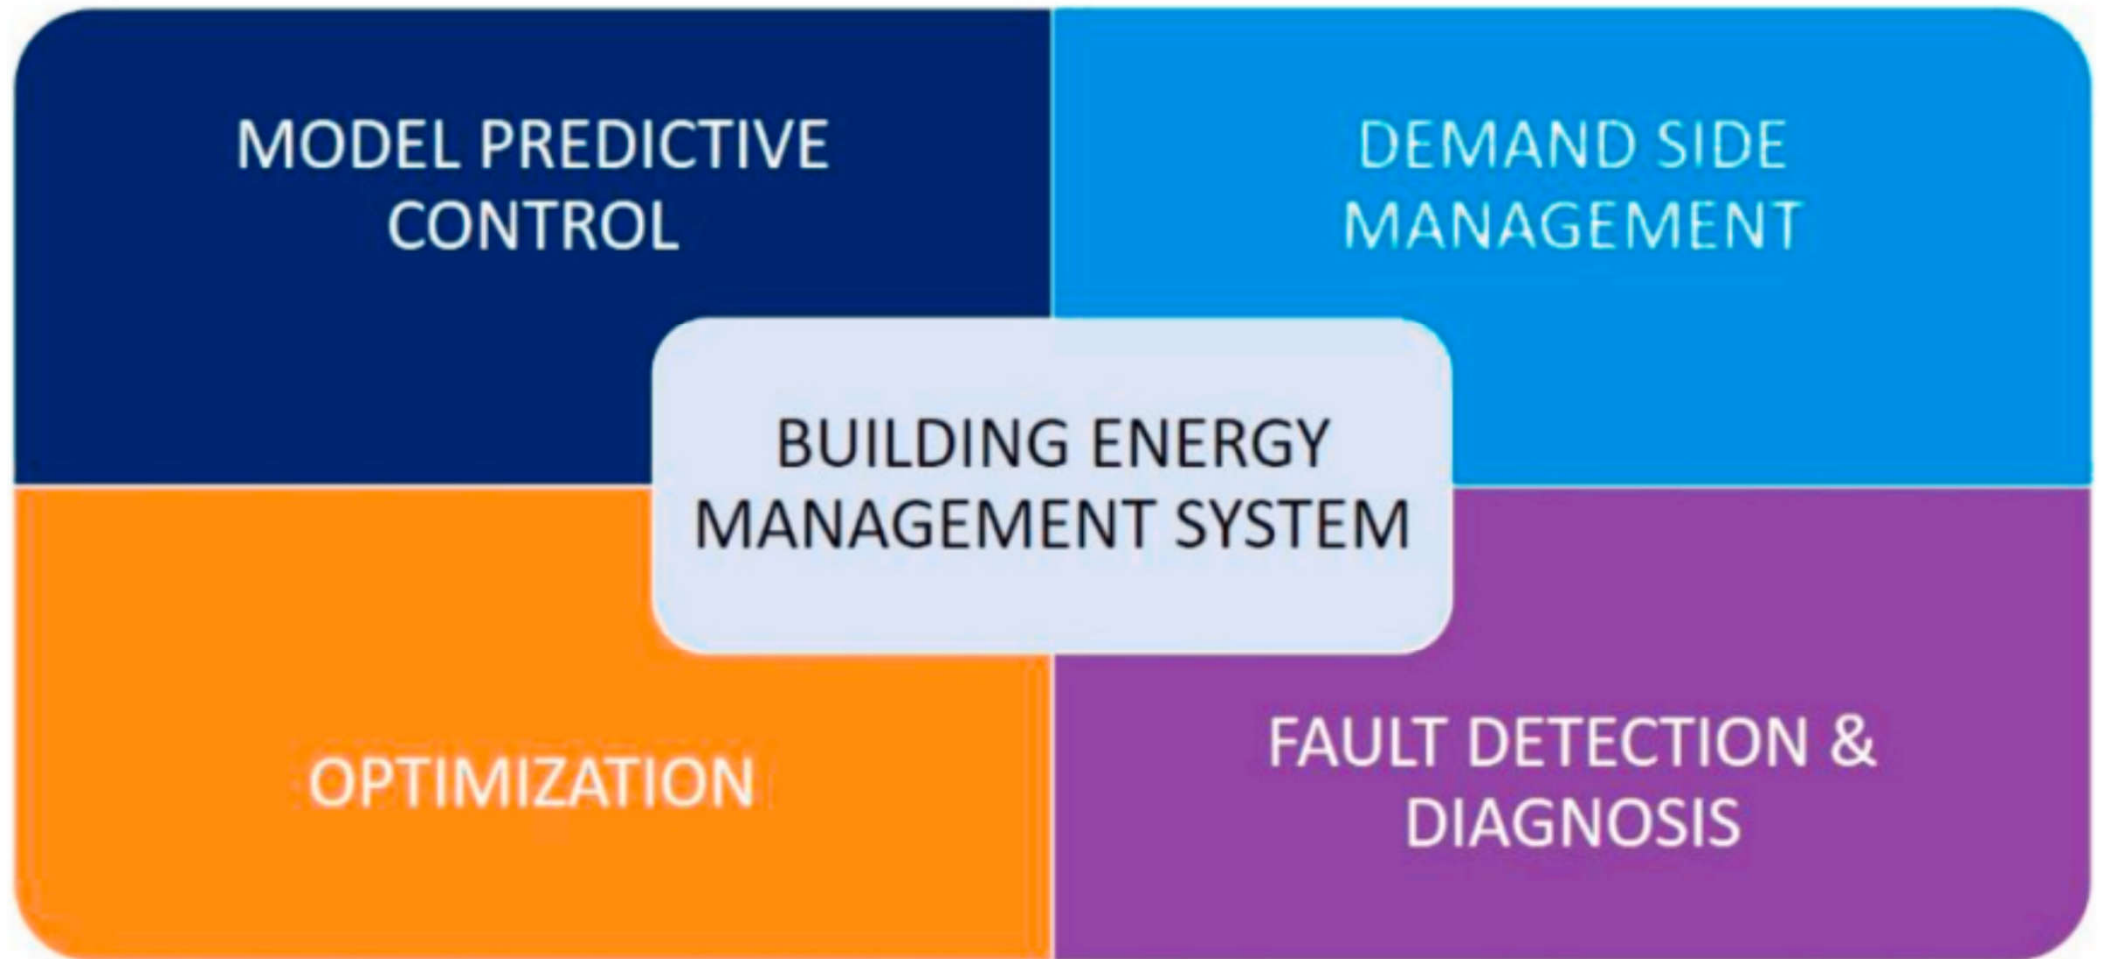 MODEL PREDICTIVE
CONTROL
DEMAND SIDE
MANAGEMENT
BUILDING ENERGY
MANAGEMENT SYSTEM
OPTIMIZATION
FAULT DETECTION &
DIAGNOSIS